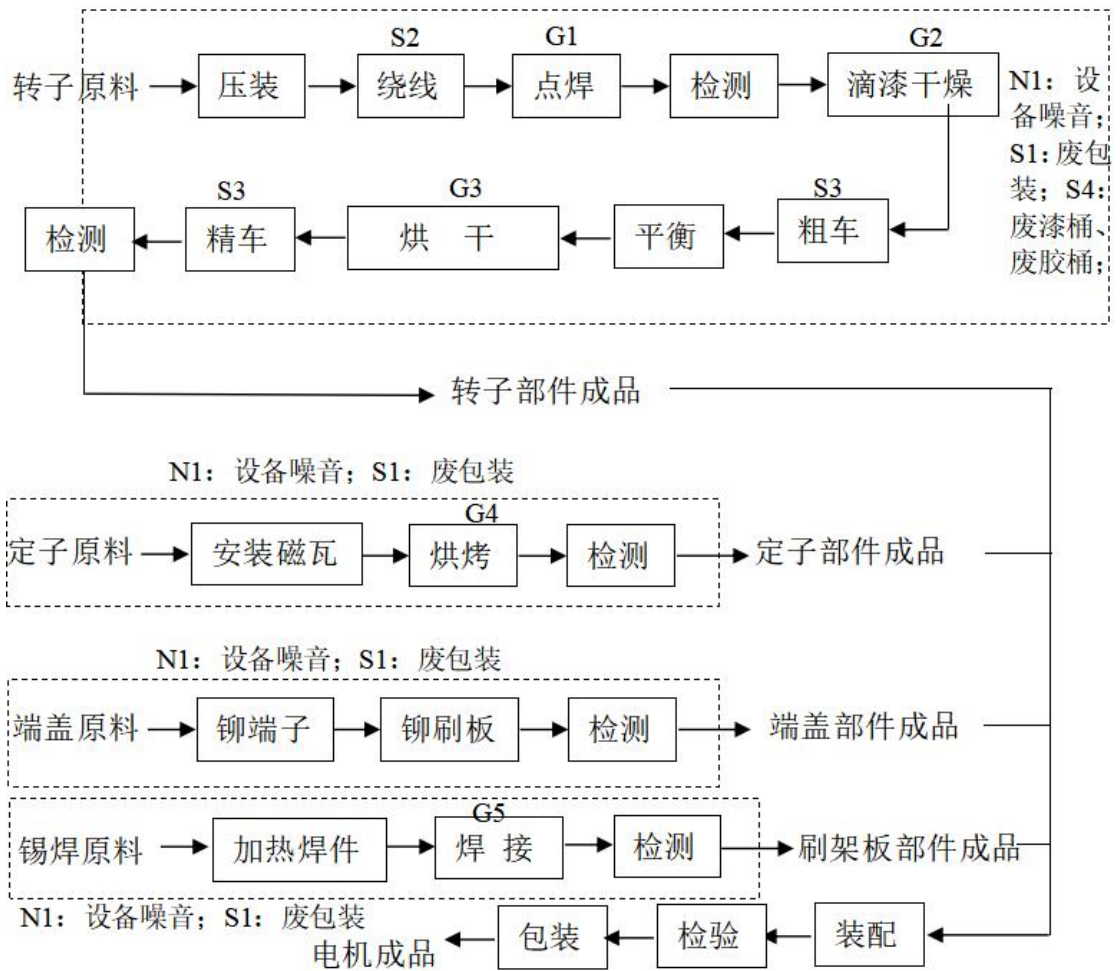 S2
G1
G2
转子原料
压装
绕线
点焊
检测
滴漆干燥
N1：设
备噪音；
S1：废包
装；S4：
废漆桶、
废胶桶；
S3
G3
S3
检测
精车
烘 干
平衡
粗车
转子部件成品
N1：设备噪音；S1：废包装
G4
定子原料
安装磁瓦
烘烤
检测
定子部件成品
N1：设备噪音；S1：废包装
端盖原料
铆端子
铆刷板
检测
端盖部件成品
G5
锡焊原料
加热焊件
焊 接
检测
刷架板部件成品
N1：设备噪音；S1：废包装
电机成品
包装
检验
装配